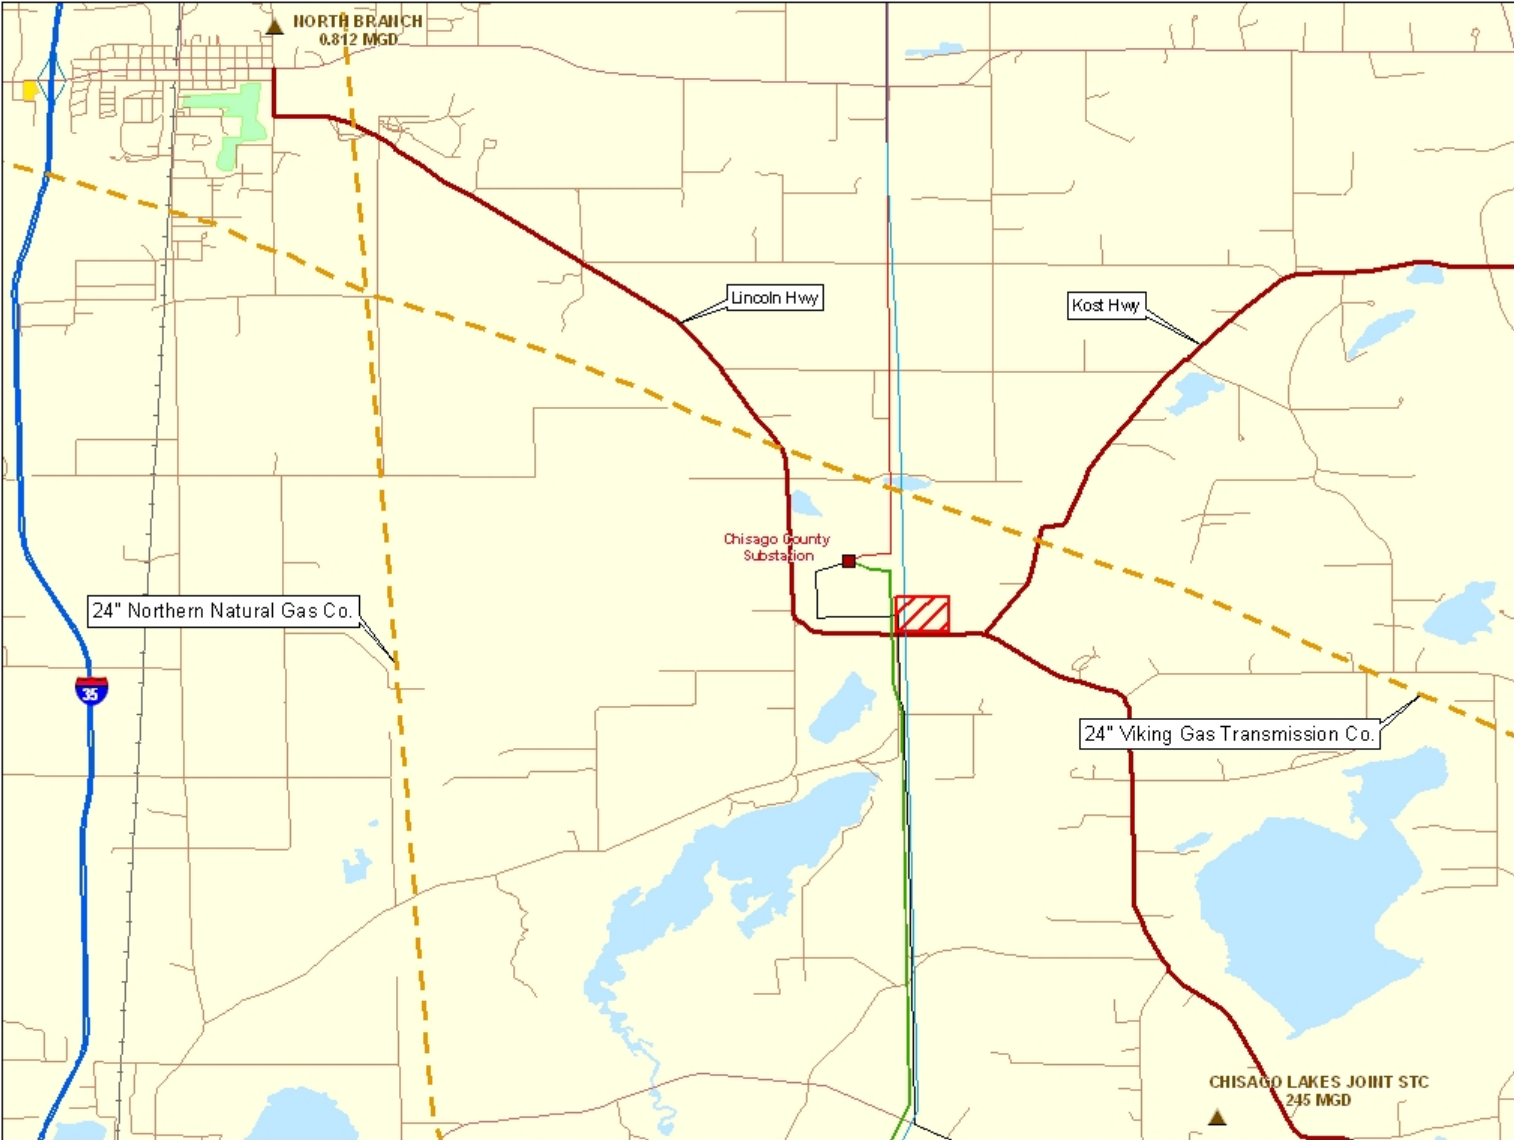 NORTH BRANCH
0.812 MGD
Lincoln Hwy
Kost Hwy
Chisago County
Substation
24" Northern Natural Gas Co.
35
24" Viking Gas Transmission Co.
CHISAGO LAKES JOINT STC
245 MGD